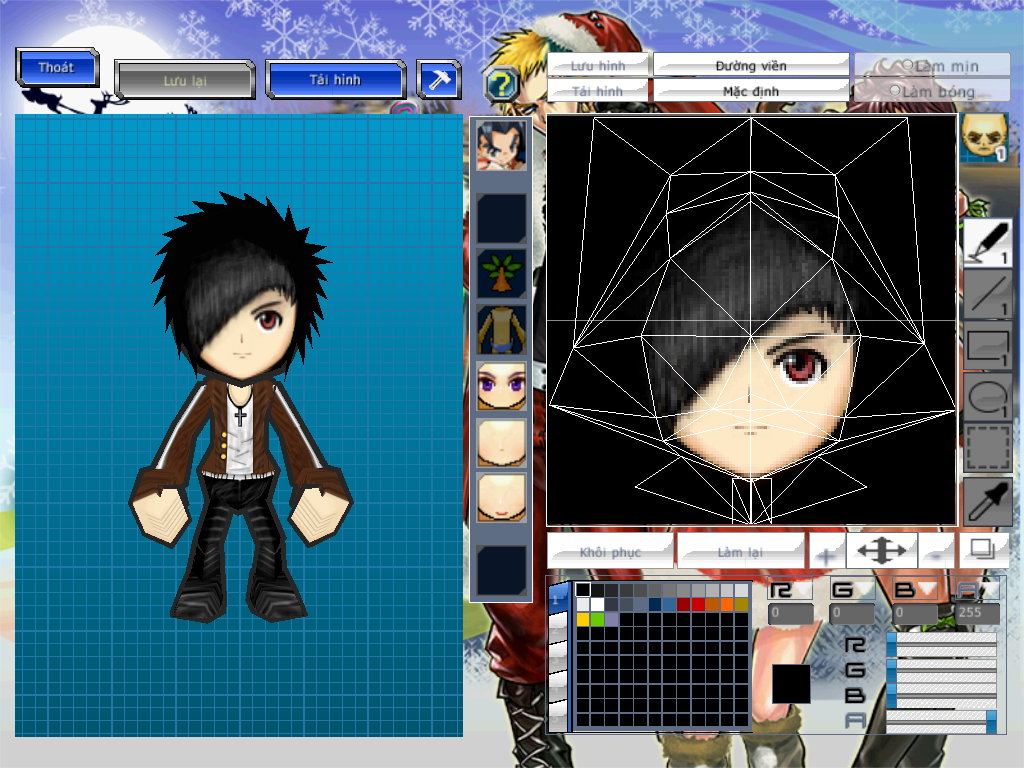 Thoát
Lưu lại
Tải hình
?
Lưu hình
Đường viền
Làm mịn
Tải hình
Mặc định
Làm bóng
1
1
1
1
1
Khôi phục
Làm lại
+
-
1
R
G
B
A
0
0
0
255
R
G
B
A